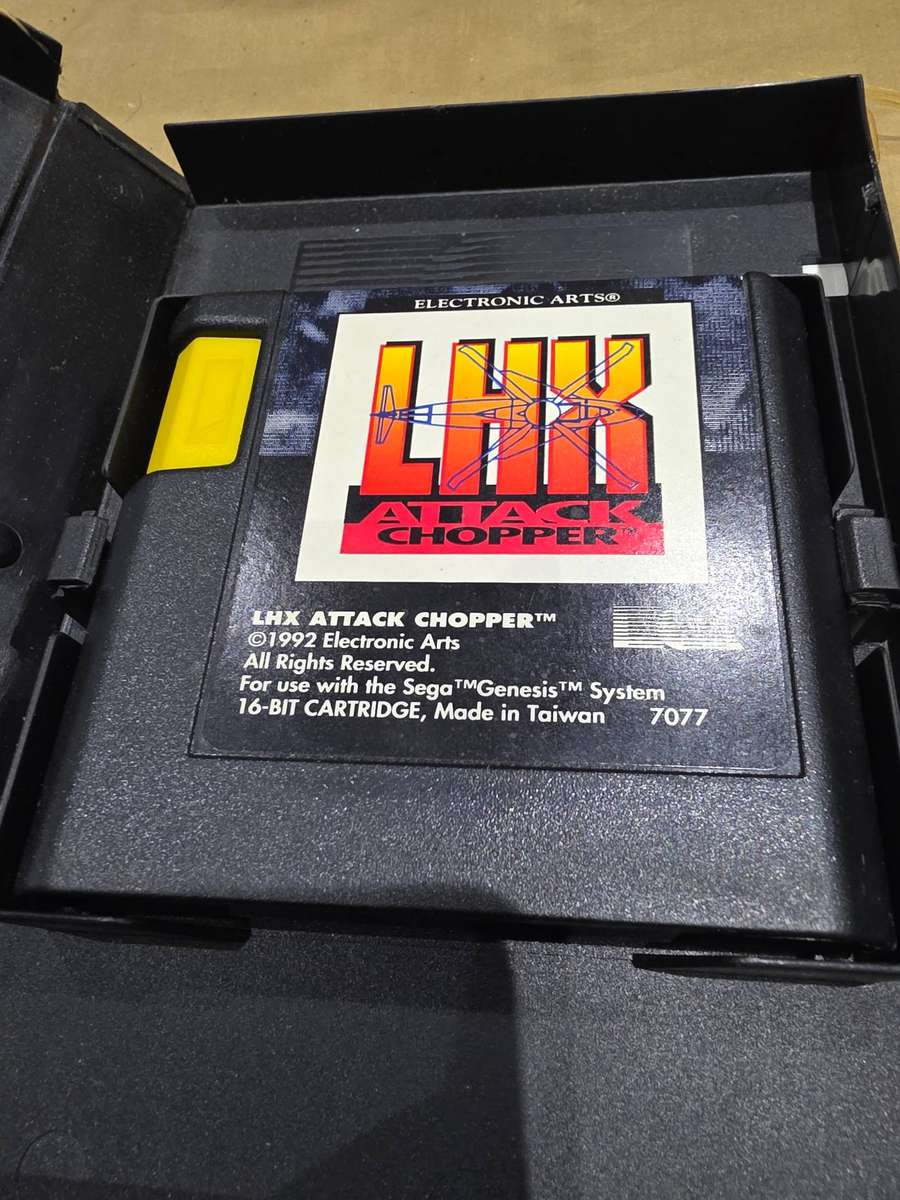 ELECTRONIC ARTS®
LHX
ATTACK
CHOPPER™
LHX ATTACK CHOPPER™
©1992 Electronic Arts
All Rights Reserved.
For use with the Sega™Genesis™ System
16-BIT CARTRIDGE, Made in Taiwan 7077